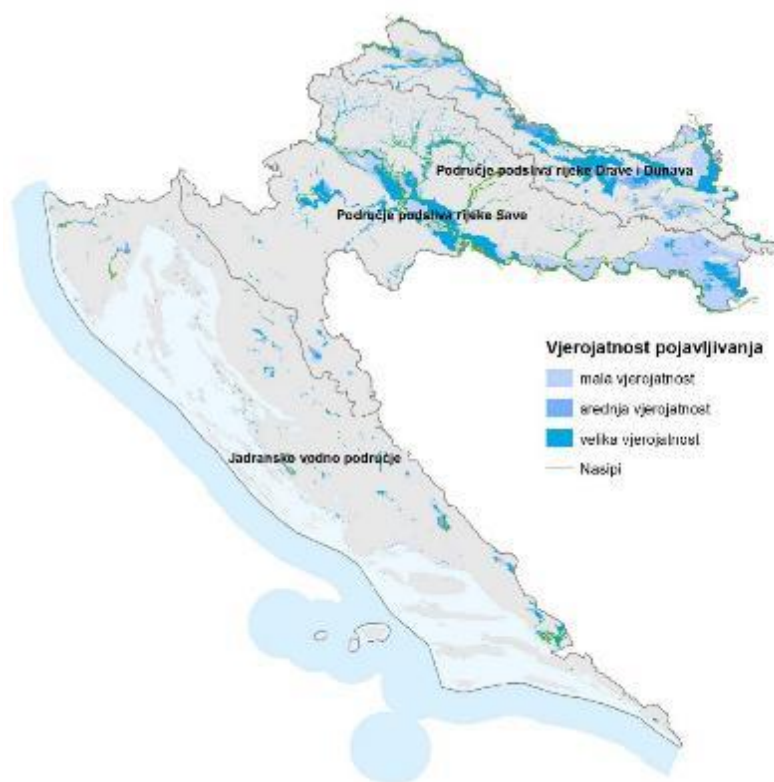 Područje podsliva rijeke Drave i Dunava
Područje podsliva rijeke Save
Vjerojatnost pojavljivanja
mala vjerojatnost
srednja vjerojatnost
velika vjerojatnost
Nasipi
Jadransko vodno područje